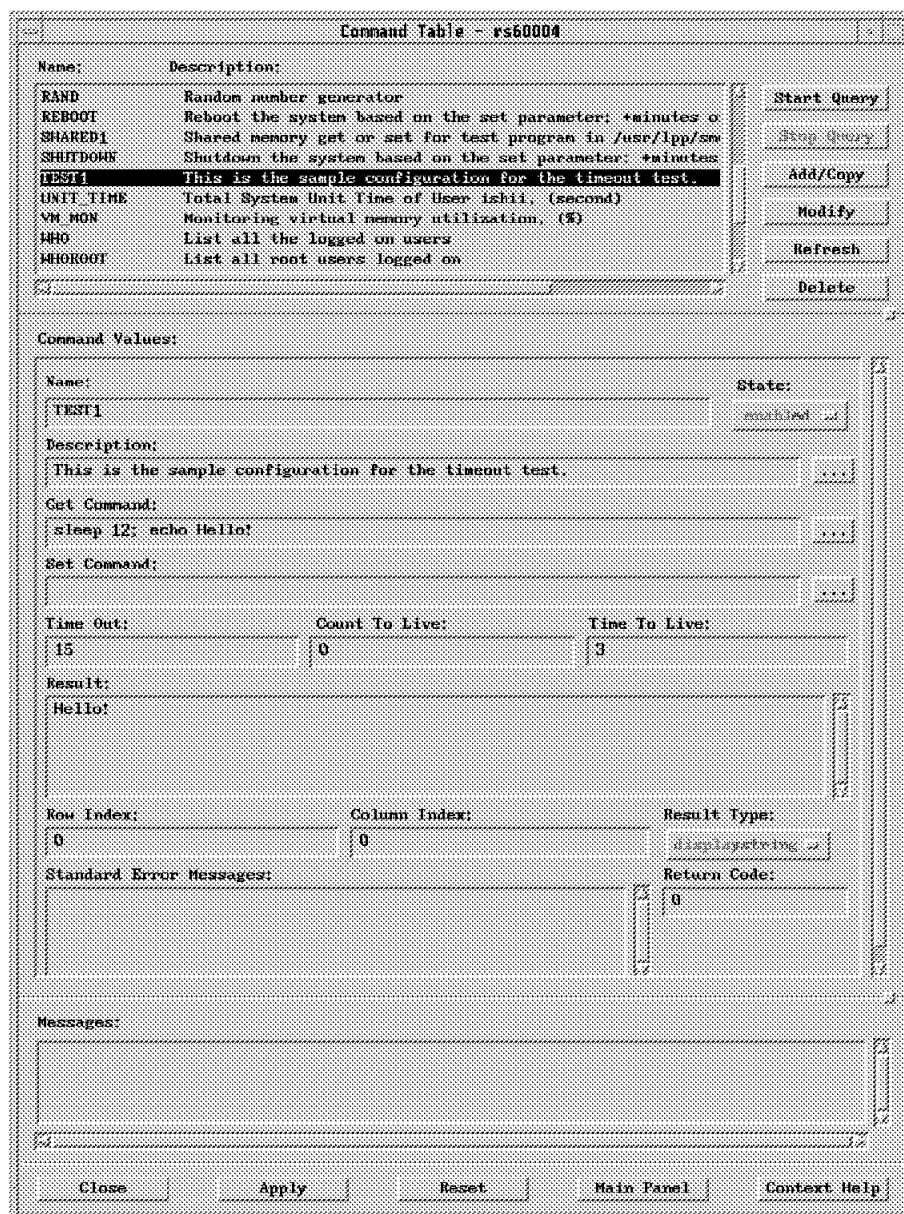 Command Table - rs60004
Name: Description:
RAND Random number generator
REBOOT Reboot the system based on the set parameter: +minutes o
SHARED1 Shared memory get or set for test program in /usr/lpp/sm
SHUTDOWN Shutdown the system based on the set parameter: +minutes
TEST1 This is the sample configuration for the timeout test.
UNIT_TIME Total System Unit Time of User ishii, (second)
VM_MON Monitoring virtual memory utilization, (%)
WHO List all the logged on users
WHOROOT List all root users logged on
Start Query
Stop Query
Add/Copy
Modify
Refresh
Delete
Command Values:
Name: State:
TEST1 enabled
Description:
This is the sample configuration for the timeout test. ...
Get Command:
sleep 12; echo Hello! ...
Set Command:
...
Time Out: Count To Live: Time To Live:
15 0 3
Result:
Hello!
Row Index: Column Index: Result Type:
0 0 displaystring
Standard Error Messages: Return Code:
0
Messages:
Close Apply Reset Main Panel Context Help